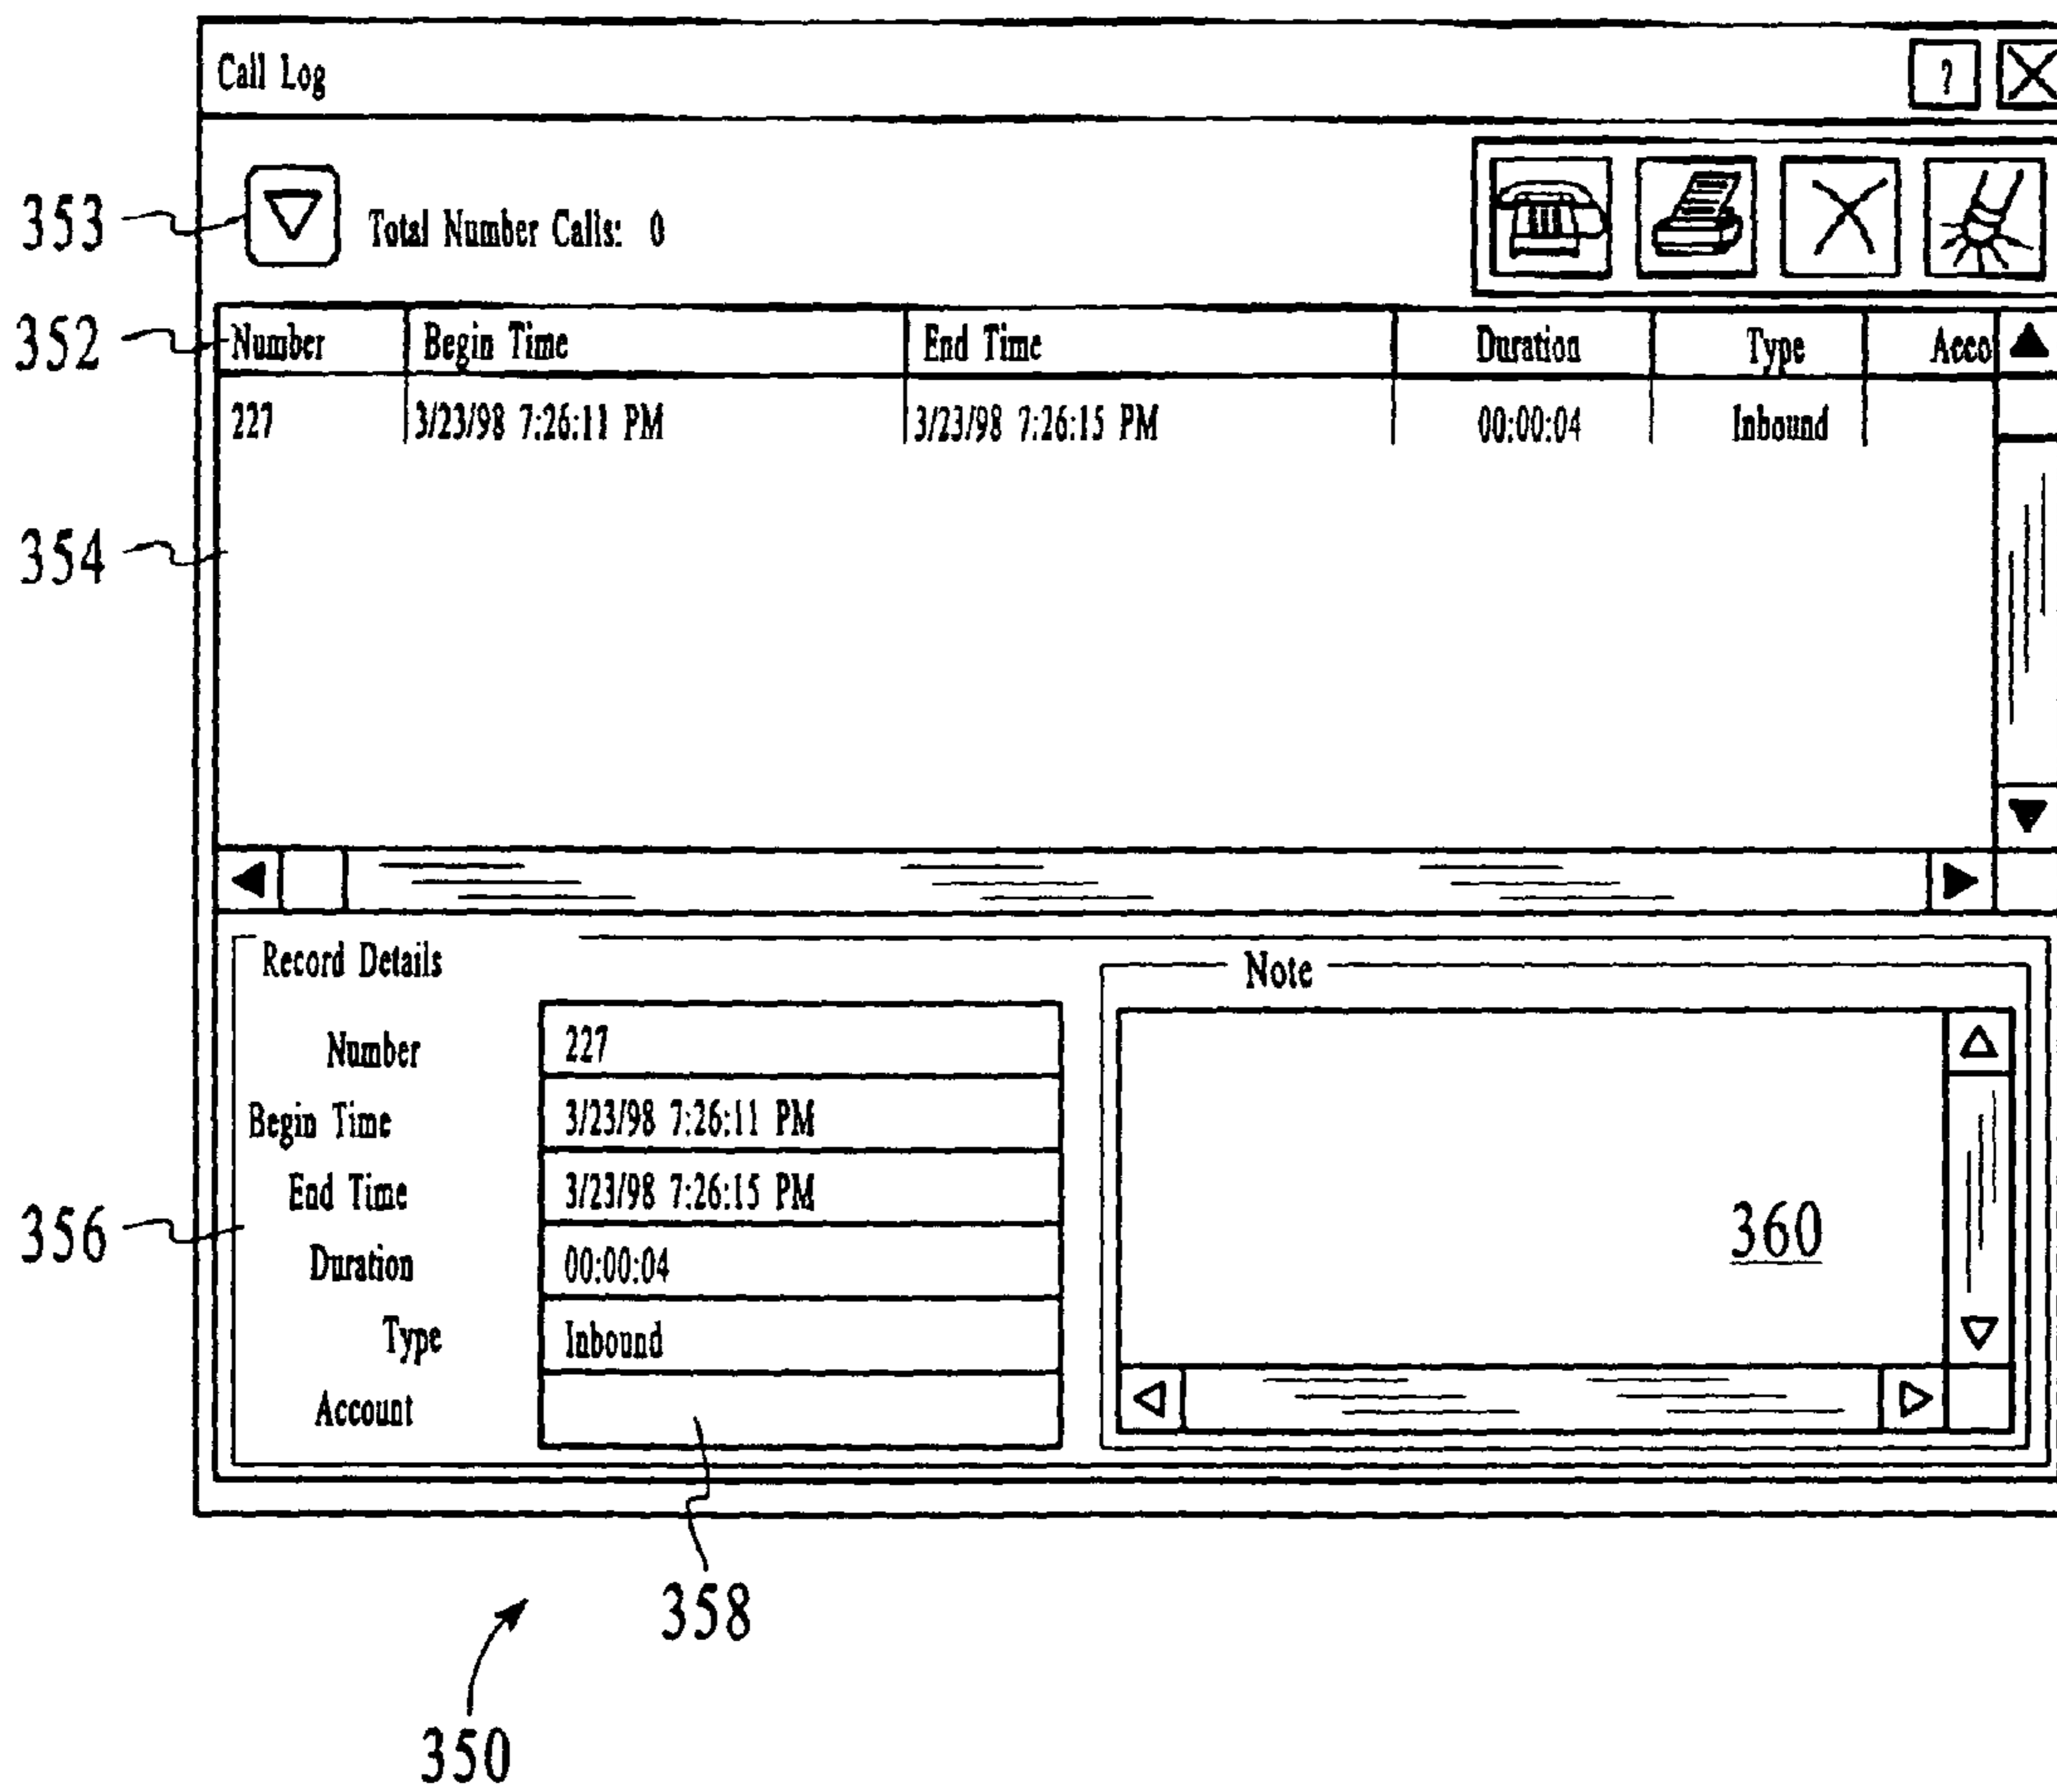 Call Log ?
353 Total Number Calls: 0
352 Number Begin Time End Time Duration Type Acco
227 3/23/98 7:26:11 PM 3/23/98 7:26:15 PM 00:00:04 Inbound
354
Record Details Note
Number 227
Begin Time 3/23/98 7:26:11 PM
End Time 3/23/98 7:26:15 PM
356 360
Duration 00:00:04
Type Inbound
Account
358
350